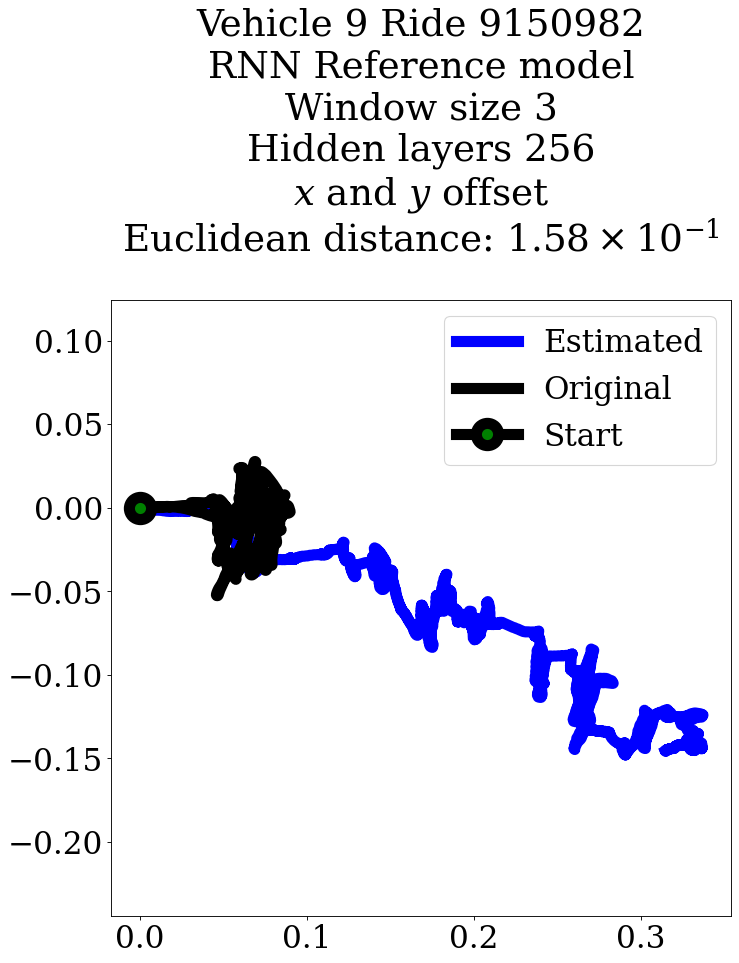 Vehicle 9 Ride 9150982
RNN Reference model
Window size 3
Hidden layers 256
x and y offset
Euclidean distance: 1.58 × 10⁻¹
Estimated
Original
Start
0.10
0.05
0.00
−0.05
−0.10
−0.15
−0.20
0.0 0.1 0.2 0.3